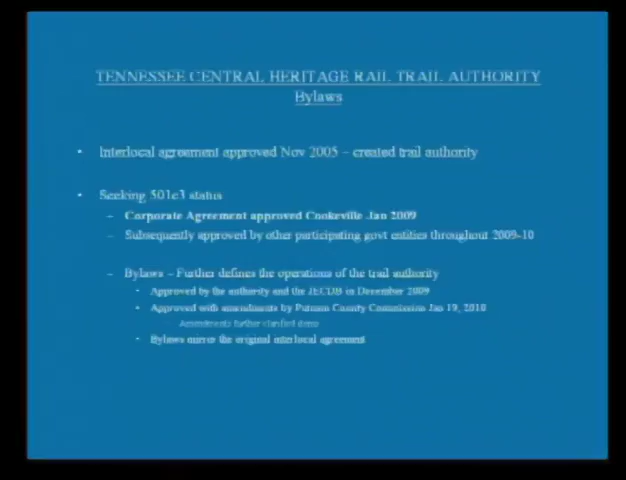 TENNESSEE CENTRAL HERITAGE RAIL TRAIL AUTHORITY
Bylaws
• Interlocal agreement approved Nov 2005 – created trail authority
• Seeking 501c3 status
– Corporate Agreement approved Cookeville Jan 2009
– Subsequently approved by other participating govt entities throughout 2009-10
– Bylaws – Further defines the operations of the trail authority
• Approved by the authority and the JECDB in December 2009
• Approved with amendments by Putnam County Commission Jan 19, 2010
Amendments further clarified
• Bylaws mirror the original interlocal agreement